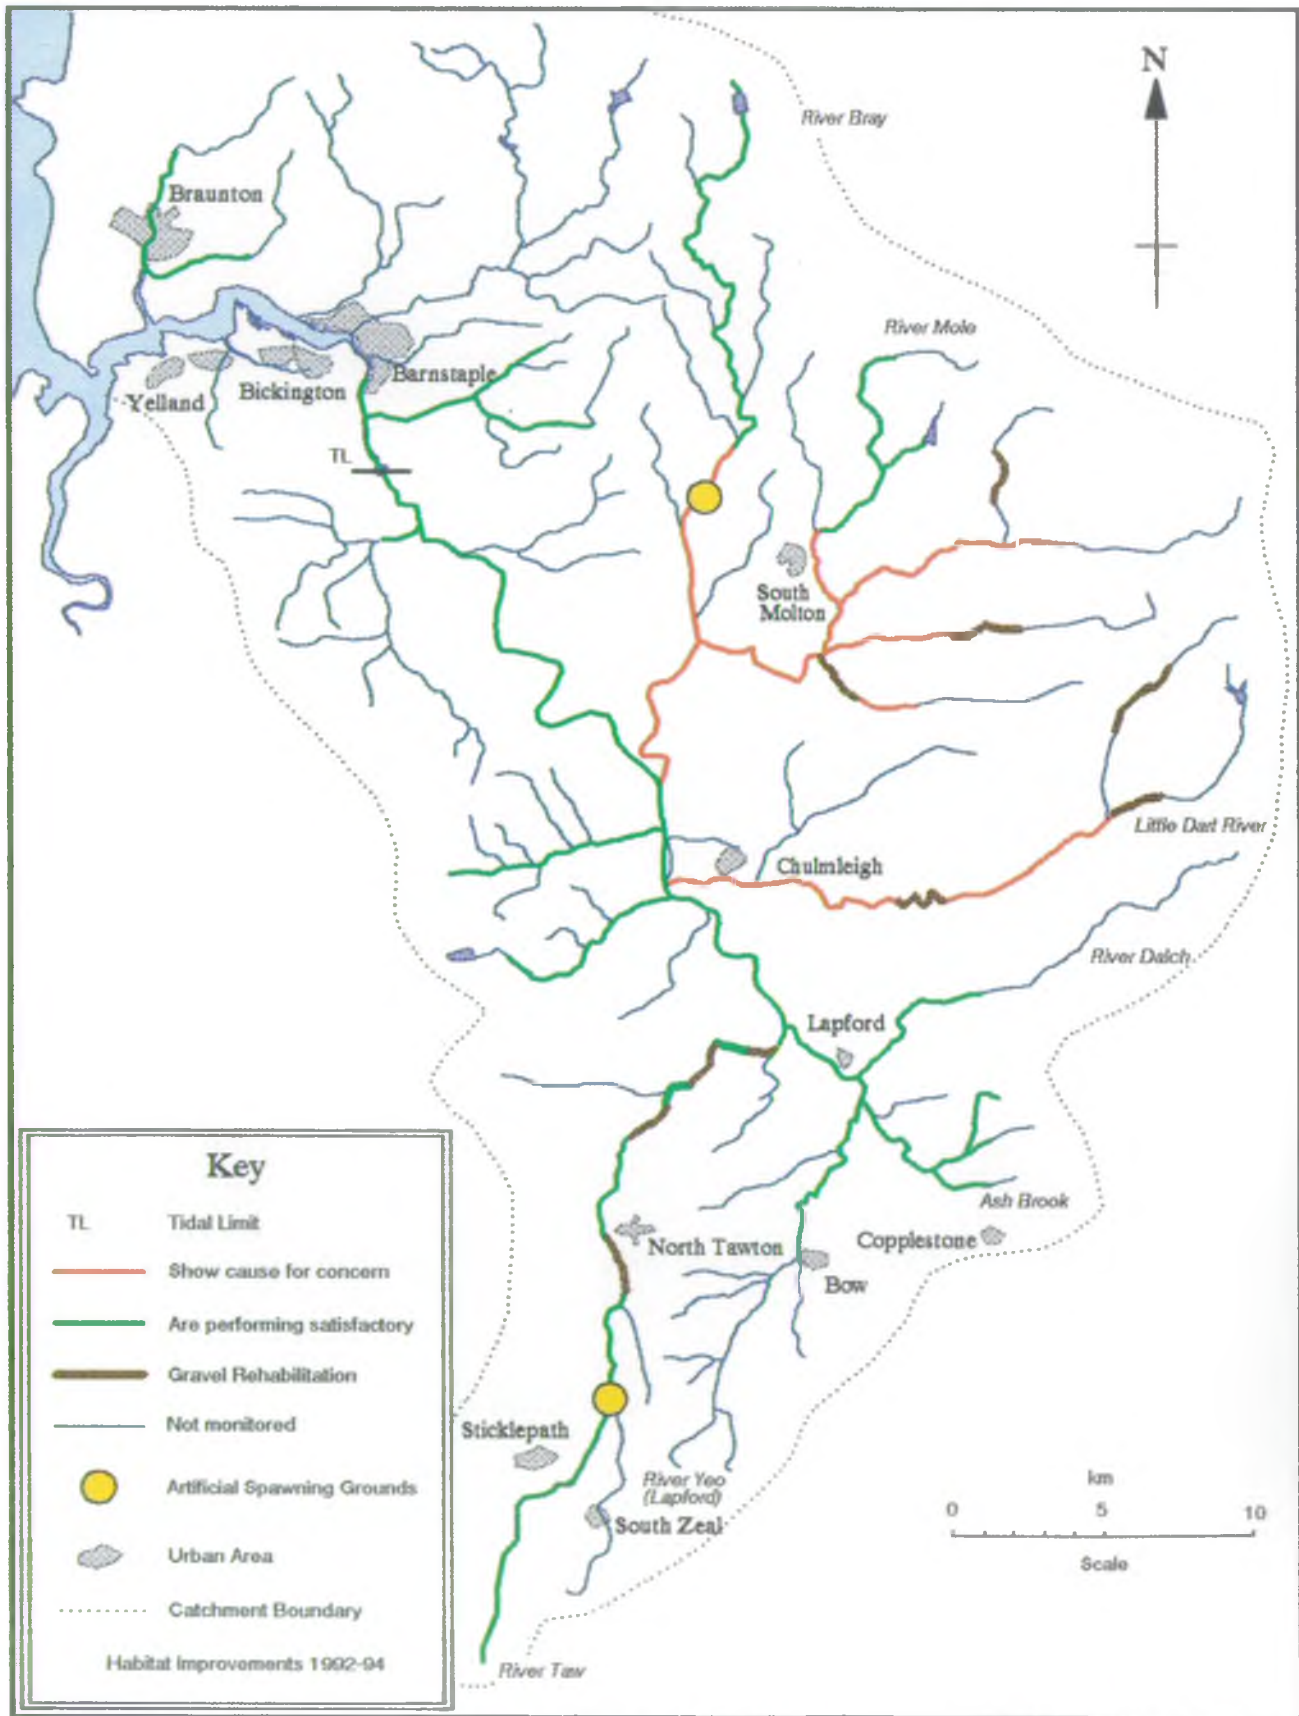 N
River Bray
Braunton
River Mole
Barnstaple
Bickington
Yelland
TL
South
Molton
Little Dart River
Chulmleigh
River Dalch
Lapford
Ash Brook
Copplestone
North Tawton
Bow
Sticklepath
River Yeo
(Lapford)
South Zeal
River Taw
km
0 5 10
Scale
Key
TL Tidal Limit
Show cause for concern
Are performing satisfactory
Gravel Rehabilitation
Not monitored
Artificial Spawning Grounds
Urban Area
Catchment Boundary
Habitat Improvements 1992-94